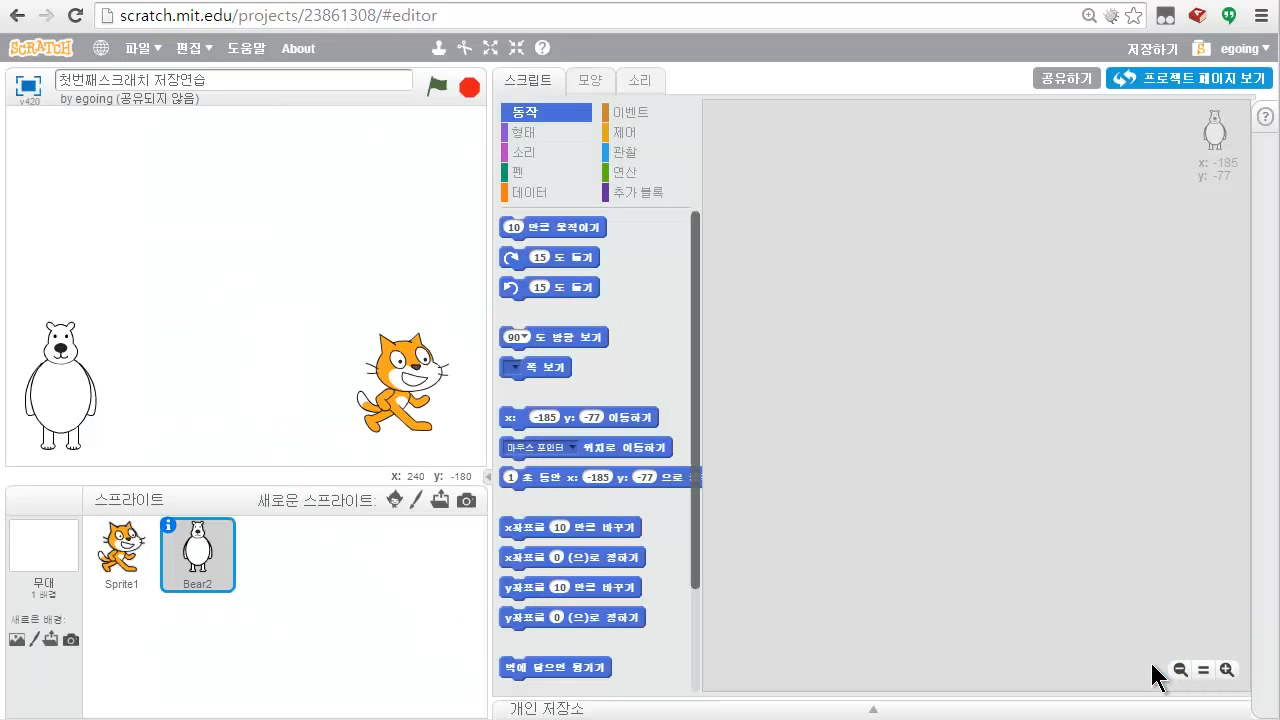 scratch.mit.edu/projects/23861308/#editor
SCRATCH 파일 편집 도움말 About 저장하기 egoing
첫번째스크래치 저장연습
by egoing (공유되지 않음)
v420
스크립트 모양 소리
공유하기 프로젝트 페이지 보기
동작 이벤트
형태 제어
소리 관찰
펜 연산
데이터 추가 블록
x: -185
y: -77
10 만큼 움직이기
15 도 돌기
15 도 돌기
90 도 방향 보기
쪽 보기
x: -185 y: -77 이동하기
마우스 포인터 위치로 이동하기
1 초 동안 x: -185 y: -77 으로
x좌표를 10 만큼 바꾸기
x좌표를 0 (으)로 정하기
y좌표를 10 만큼 바꾸기
y좌표를 0 (으)로 정하기
벽에 닿으면 튕기기
x: 240 y: -180
스프라이트 새로운 스프라이트:
Sprite1 Bear2
무대
1 배경
새로운 배경:
개인 저장소